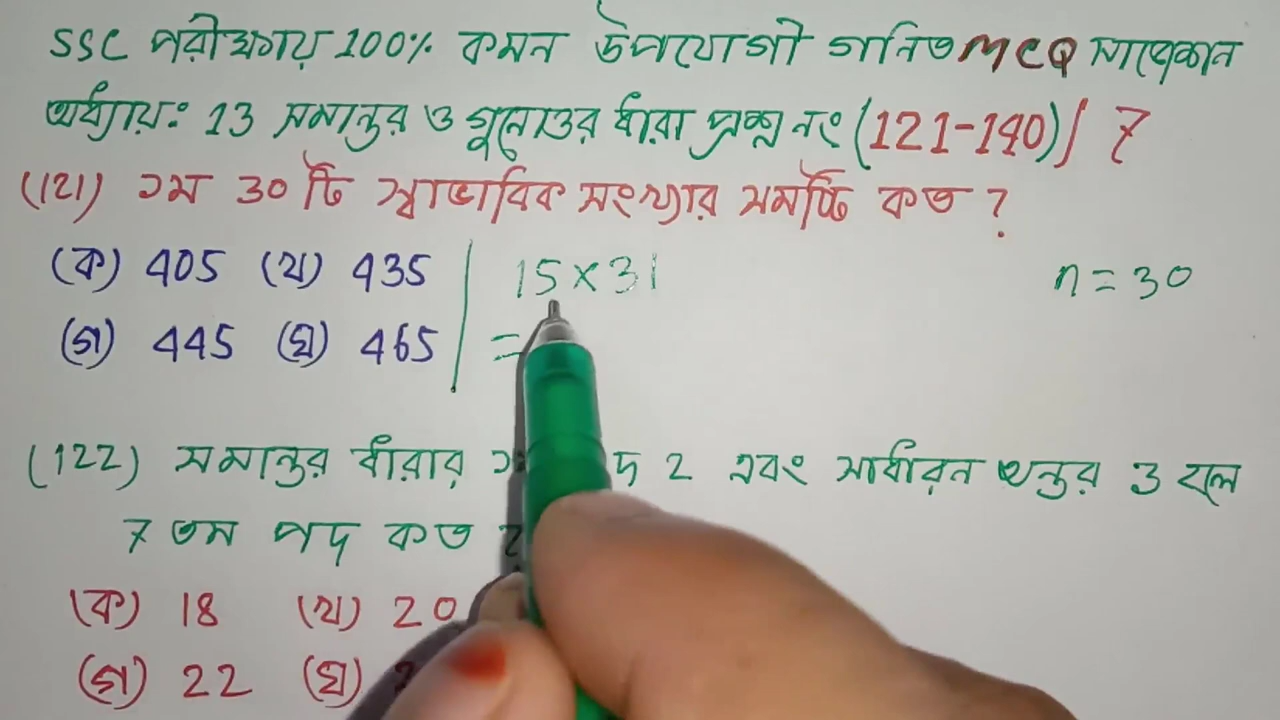 SSC পরীক্ষায় 100% কমন উপযোগী গনিত MCQ সাজেশন
অধ্যায়: 13 সমান্তর ও গুনোত্তর ধারা প্রশ্ন নং (121-140)/ 7
(121) ১ম 30 টি স্বাভাবিক সংখ্যার সমষ্টি কত ?
(ক) 405 (খ) 435 15×31 n = 30
(গ) 445 (ঘ) 465 =
(122) সমান্তর ধারার 2 এবং সাধারন অন্তর 3 হলে
7 তম পদ কত ?
(ক) 18 (খ) 20
(গ) 22 (ঘ)